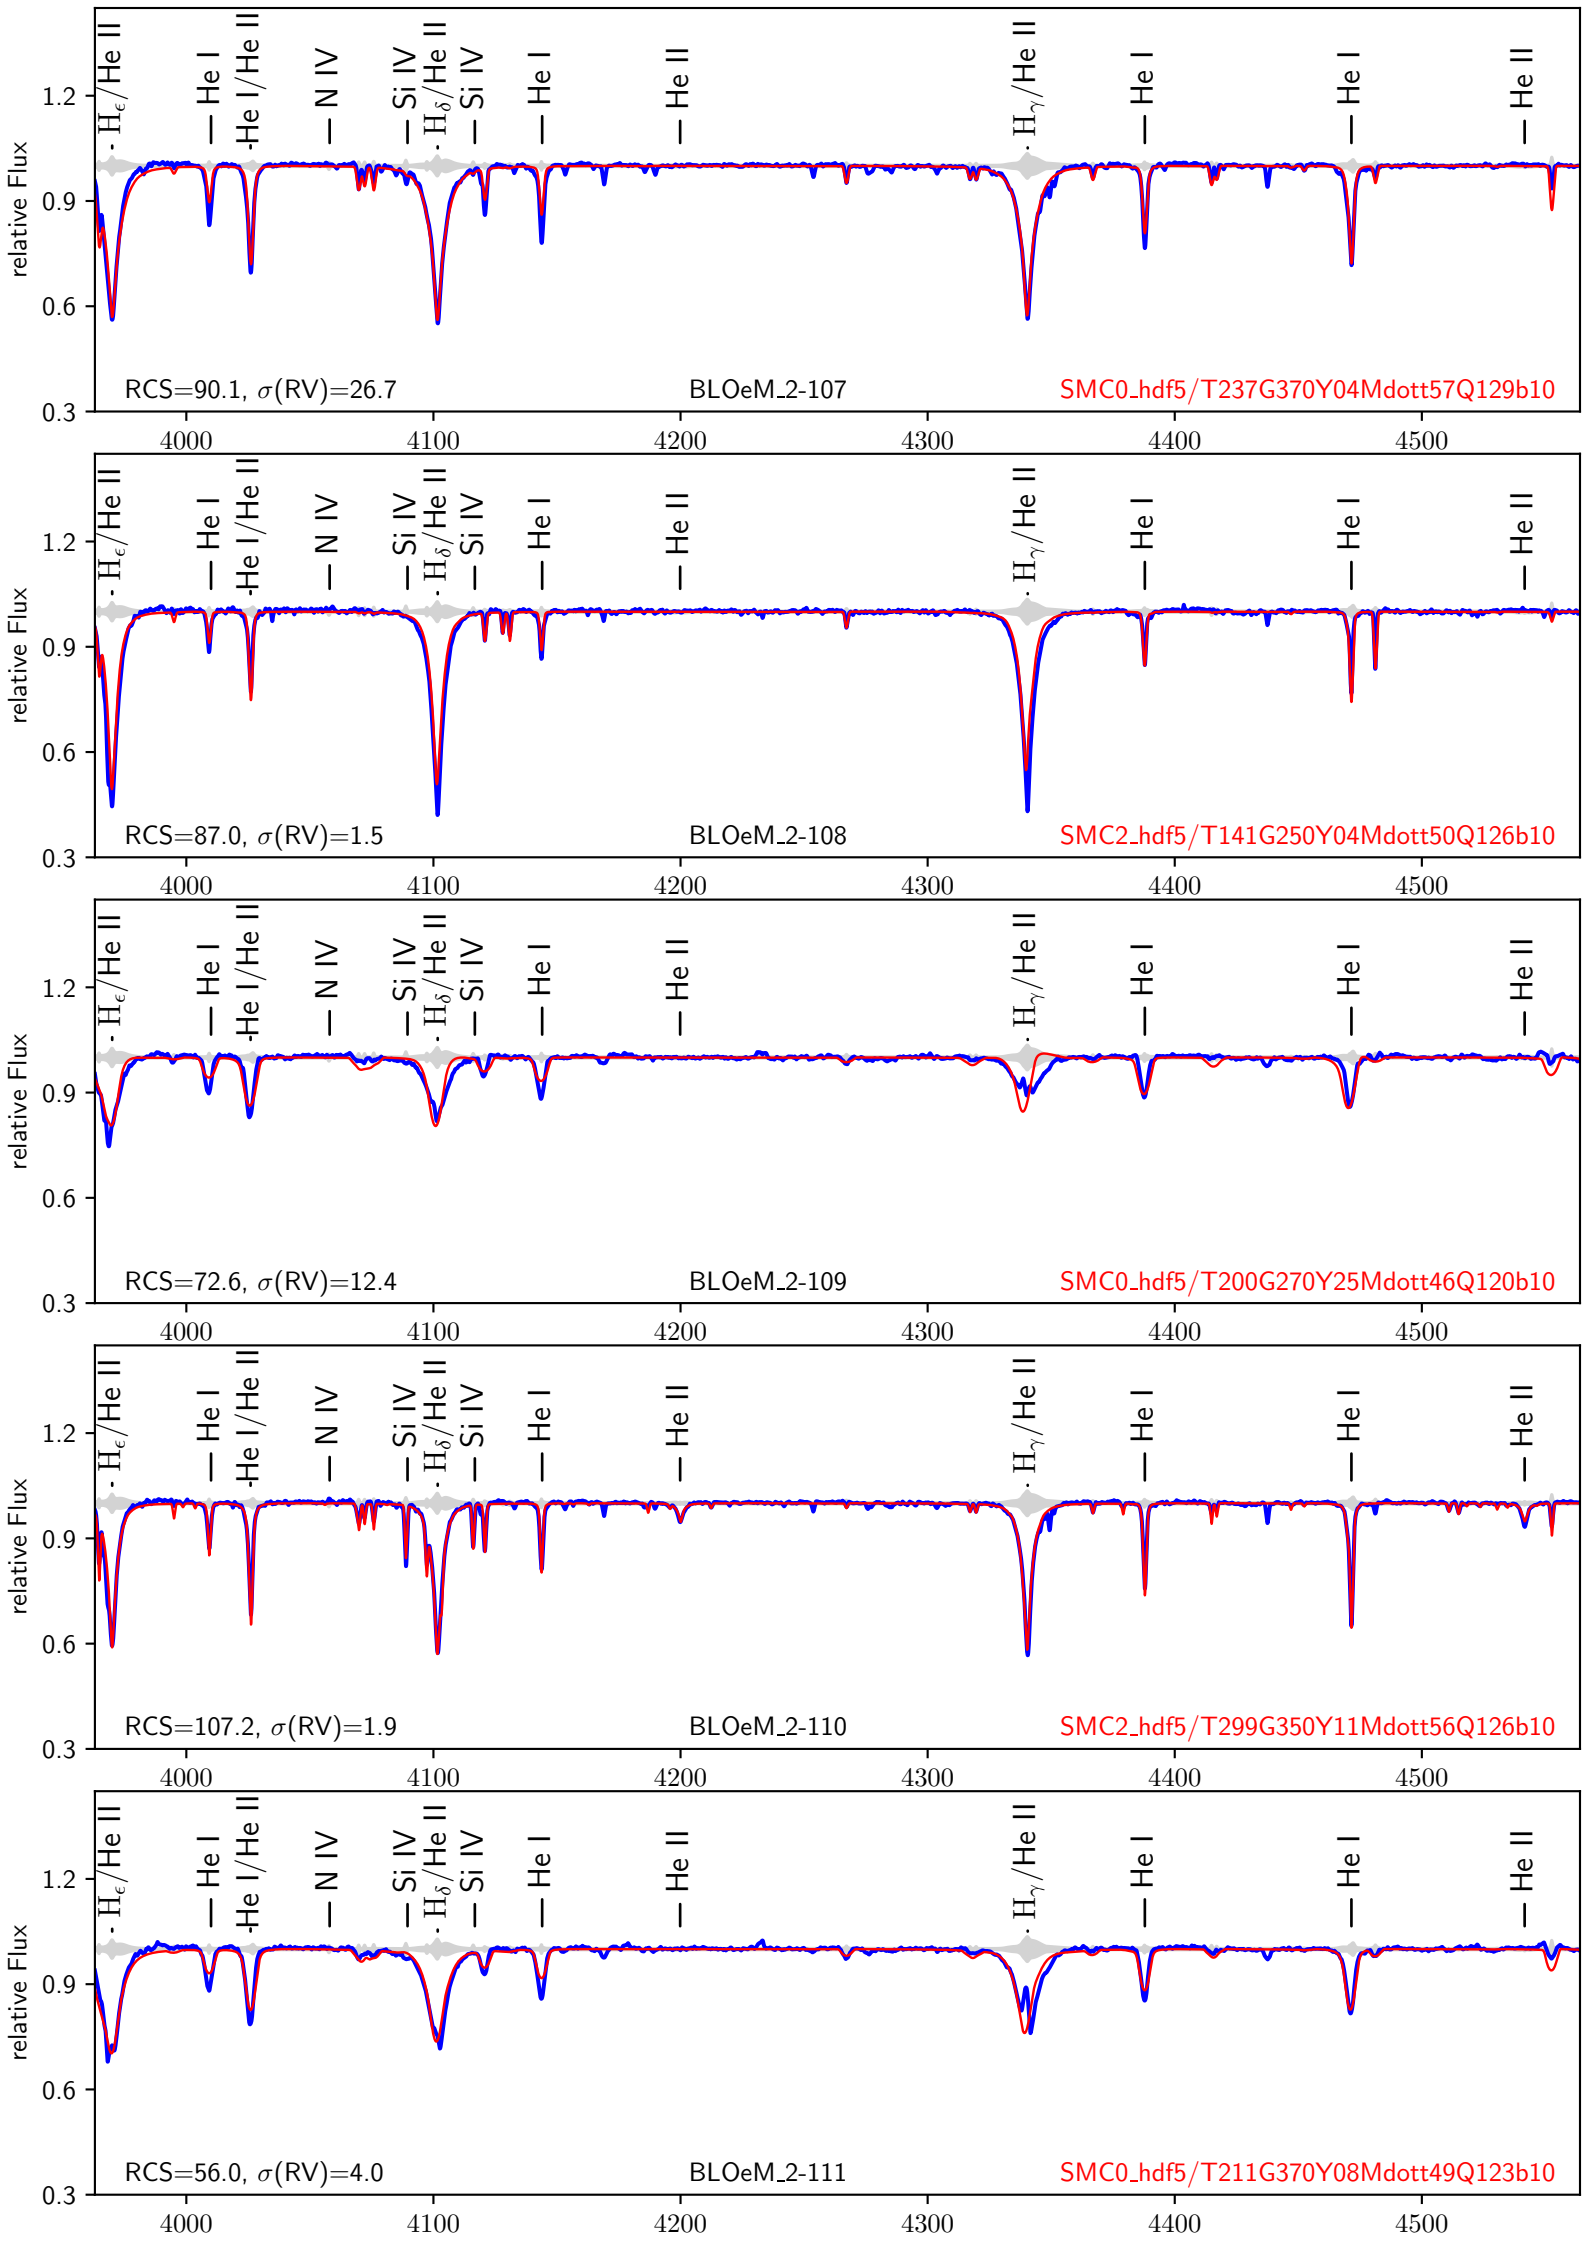 relative Flux
1.2
0.9
0.6
0.3
Hϵ/He II
He I
He I/He II
N IV
Si IV
Hδ/He II
Si IV
He I
He II
Hγ/He II
He I
He I
He II
RCS=90.1, σ(RV)=26.7
BLOeM_2-107
SMC0_hdf5/T237G370Y04Mdott57Q129b10
4000 4100 4200 4300 4400 4500
relative Flux
1.2
0.9
0.6
0.3
Hϵ/He II
He I
He I/He II
N IV
Si IV
Hδ/He II
Si IV
He I
He II
Hγ/He II
He I
He I
He II
RCS=87.0, σ(RV)=1.5
BLOeM_2-108
SMC2_hdf5/T141G250Y04Mdott50Q126b10
4000 4100 4200 4300 4400 4500
relative Flux
1.2
0.9
0.6
0.3
Hϵ/He II
He I
He I/He II
N IV
Si IV
Hδ/He II
Si IV
He I
He II
Hγ/He II
He I
He I
He II
RCS=72.6, σ(RV)=12.4
BLOeM_2-109
SMC0_hdf5/T200G270Y25Mdott46Q120b10
4000 4100 4200 4300 4400 4500
relative Flux
1.2
0.9
0.6
0.3
Hϵ/He II
He I
He I/He II
N IV
Si IV
Hδ/He II
Si IV
He I
He II
Hγ/He II
He I
He I
He II
RCS=107.2, σ(RV)=1.9
BLOeM_2-110
SMC2_hdf5/T299G350Y11Mdott56Q126b10
4000 4100 4200 4300 4400 4500
relative Flux
1.2
0.9
0.6
0.3
Hϵ/He II
He I
He I/He II
N IV
Si IV
Hδ/He II
Si IV
He I
He II
Hγ/He II
He I
He I
He II
RCS=56.0, σ(RV)=4.0
BLOeM_2-111
SMC0_hdf5/T211G370Y08Mdott49Q123b10
4000 4100 4200 4300 4400 4500